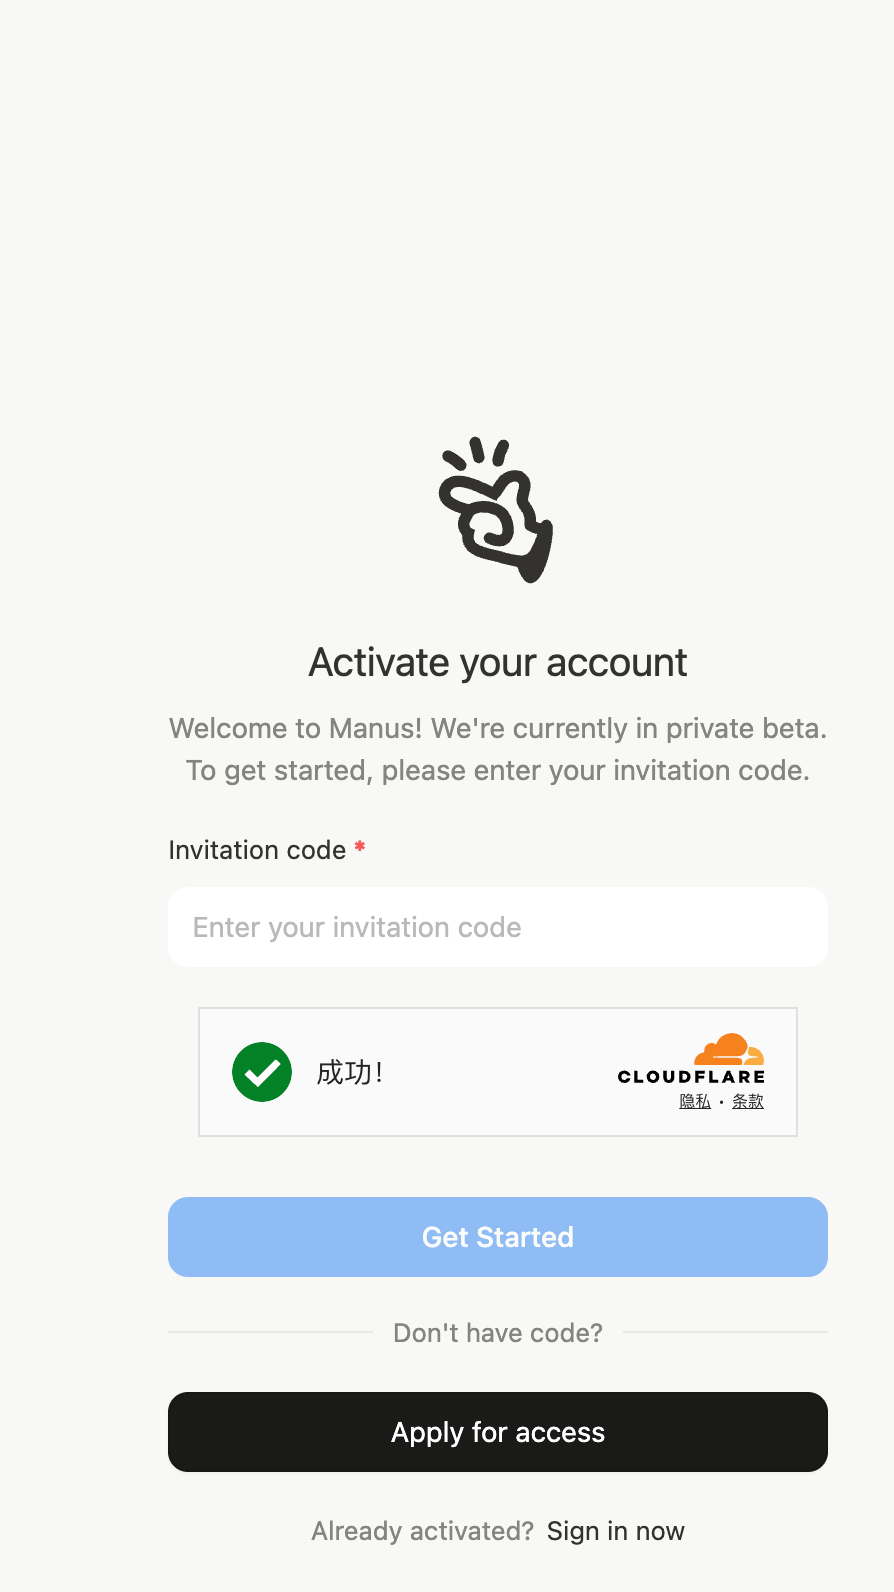 Activate your account
Welcome to Manus! We're currently in private beta.
To get started, please enter your invitation code.
Invitation code *
Enter your invitation code
成功！
CLOUDFLARE
隐私 · 条款
Get Started
Don't have code?
Apply for access
Already activated? Sign in now